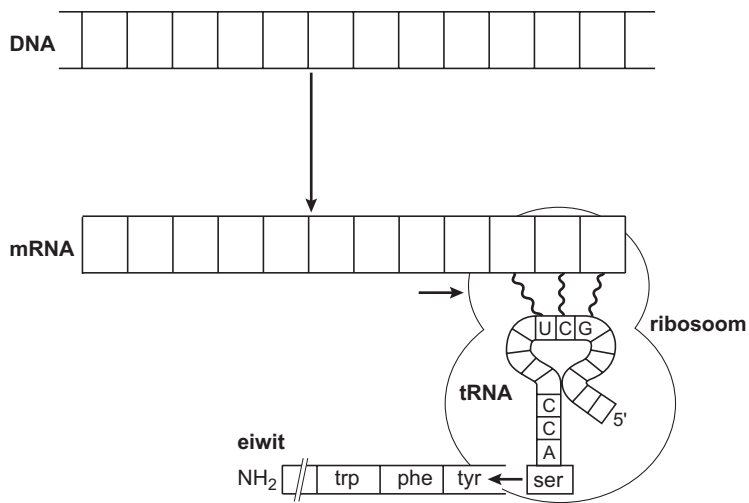 DNA
mRNA
ribosoom
U C G
tRNA
C
C
A
5'
eiwit
NH₂ trp phe tyr ser